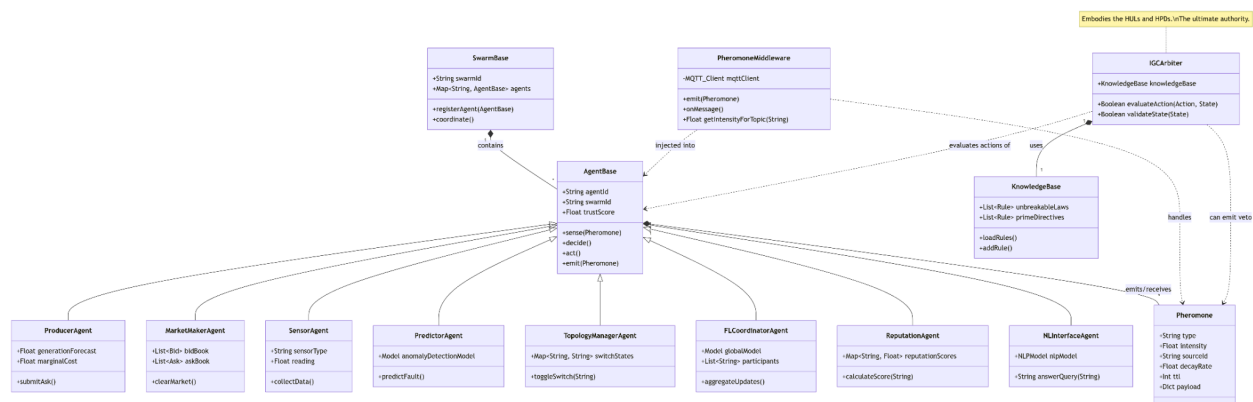 Embodies the HULs and HPDs.\nThe ultimate authority.
SwarmBase
+String swarmId
+Map<String, AgentBase> agents
+registerAgent(AgentBase)
+coordinate()
PheromoneMiddleware
-MQTT_Client mqttClient
+emit(Pheromone)
+onMessage()
+Float getIntensityForTopic(String)
IGCArbiter
+KnowledgeBase knowledgeBase
+Boolean evaluateAction(Action, State)
+Boolean validateState(State)
contains
injected into
evaluates actions of
uses
AgentBase
+String agentId
+String swarmId
+Float trustScore
+sense(Pheromone)
+decide()
+act()
+emit(Pheromone)
KnowledgeBase
+List<Rule> unbreakableLaws
+List<Rule> primeDirectives
+loadRules()
+addRule()
handles
can emit veto
emits/receives
ProducerAgent
+Float generationForecast
+Float marginalCost
+submitAsk()
MarketMakerAgent
+List<Bid> bidBook
+List<Ask> askBook
+clearMarket()
SensorAgent
+String sensorType
+Float reading
+collectData()
PredictorAgent
+Model anomalyDetectionModel
+predictFault()
TopologyManagerAgent
+Map<String, String> switchStates
+toggleSwitch(String)
FLCoordinatorAgent
+Model globalModel
+List<String> participants
+aggregateUpdates()
ReputationAgent
+Map<String, Float> reputationScores
+calculateScore(String)
NLInterfaceAgent
+NLPModel nlpModel
+String answerQuery(String)
Pheromone
+String type
+Float intensity
+String sourceId
+Float decayRate
+Int ttl
+Dict payload